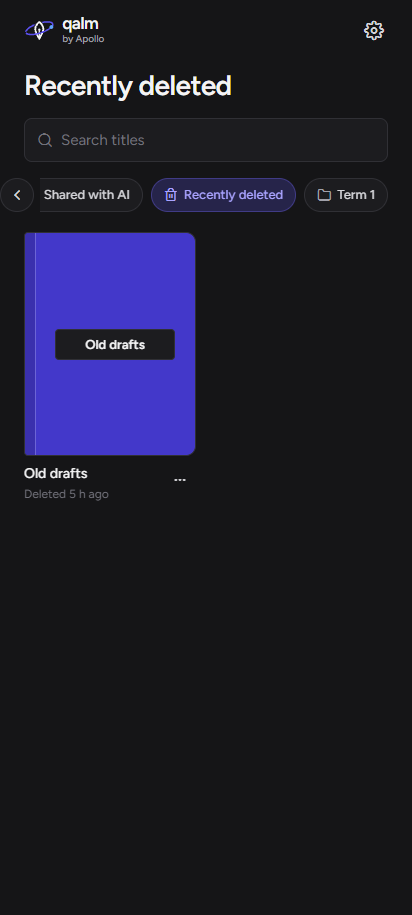 qalm
by Apollo
Recently deleted
Search titles
Shared with AI
Recently deleted
Term 1
Old drafts
Old drafts
...
Deleted 5 h ago